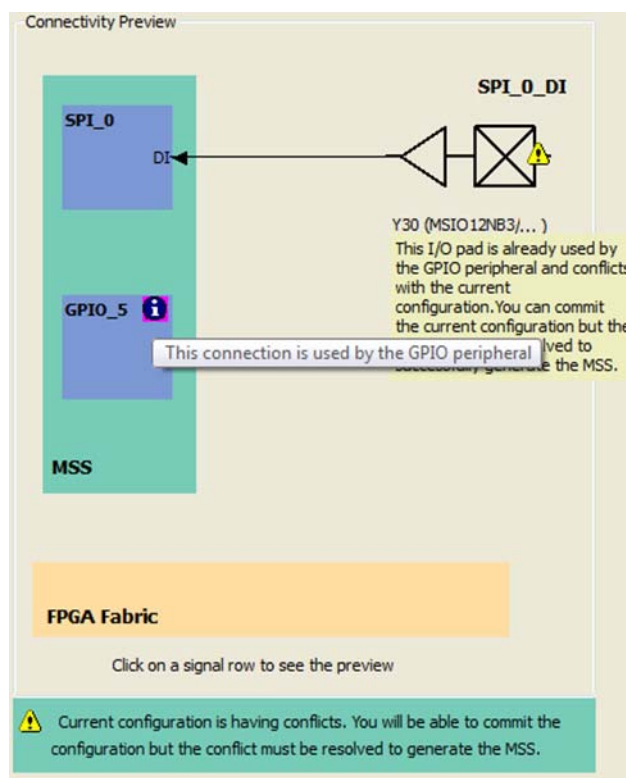 Connectivity Preview
SPI_0_DI
SPI_0
DI
Y30 (MSIO12NB3/... )
This I/O pad is already used by
the GPIO peripheral and conflicts
with the current
configuration.You can commit
the current configuration but the
lved to
successfully generate the MSS.
GPIO_5
This connection is used by the GPIO peripheral
MSS
FPGA Fabric
Click on a signal row to see the preview
Current configuration is having conflicts. You will be able to commit the
configuration but the conflict must be resolved to generate the MSS.